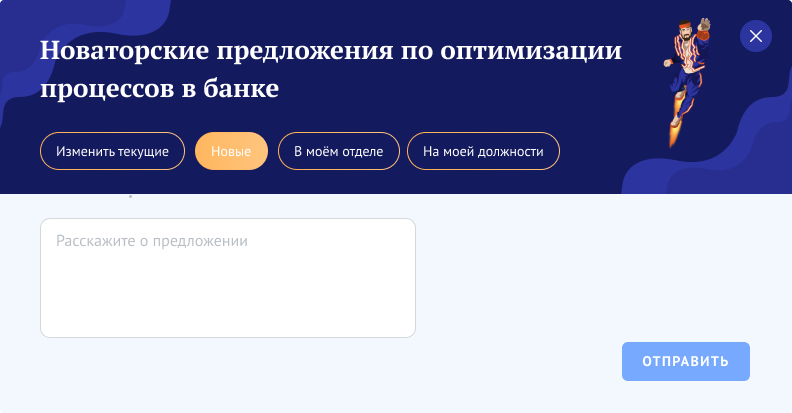 Новаторские предложения по оптимизации
процессов в банке
Изменить текущие Новые В моём отделе На моей должности
Расскажите о предложении
ОТПРАВИТЬ